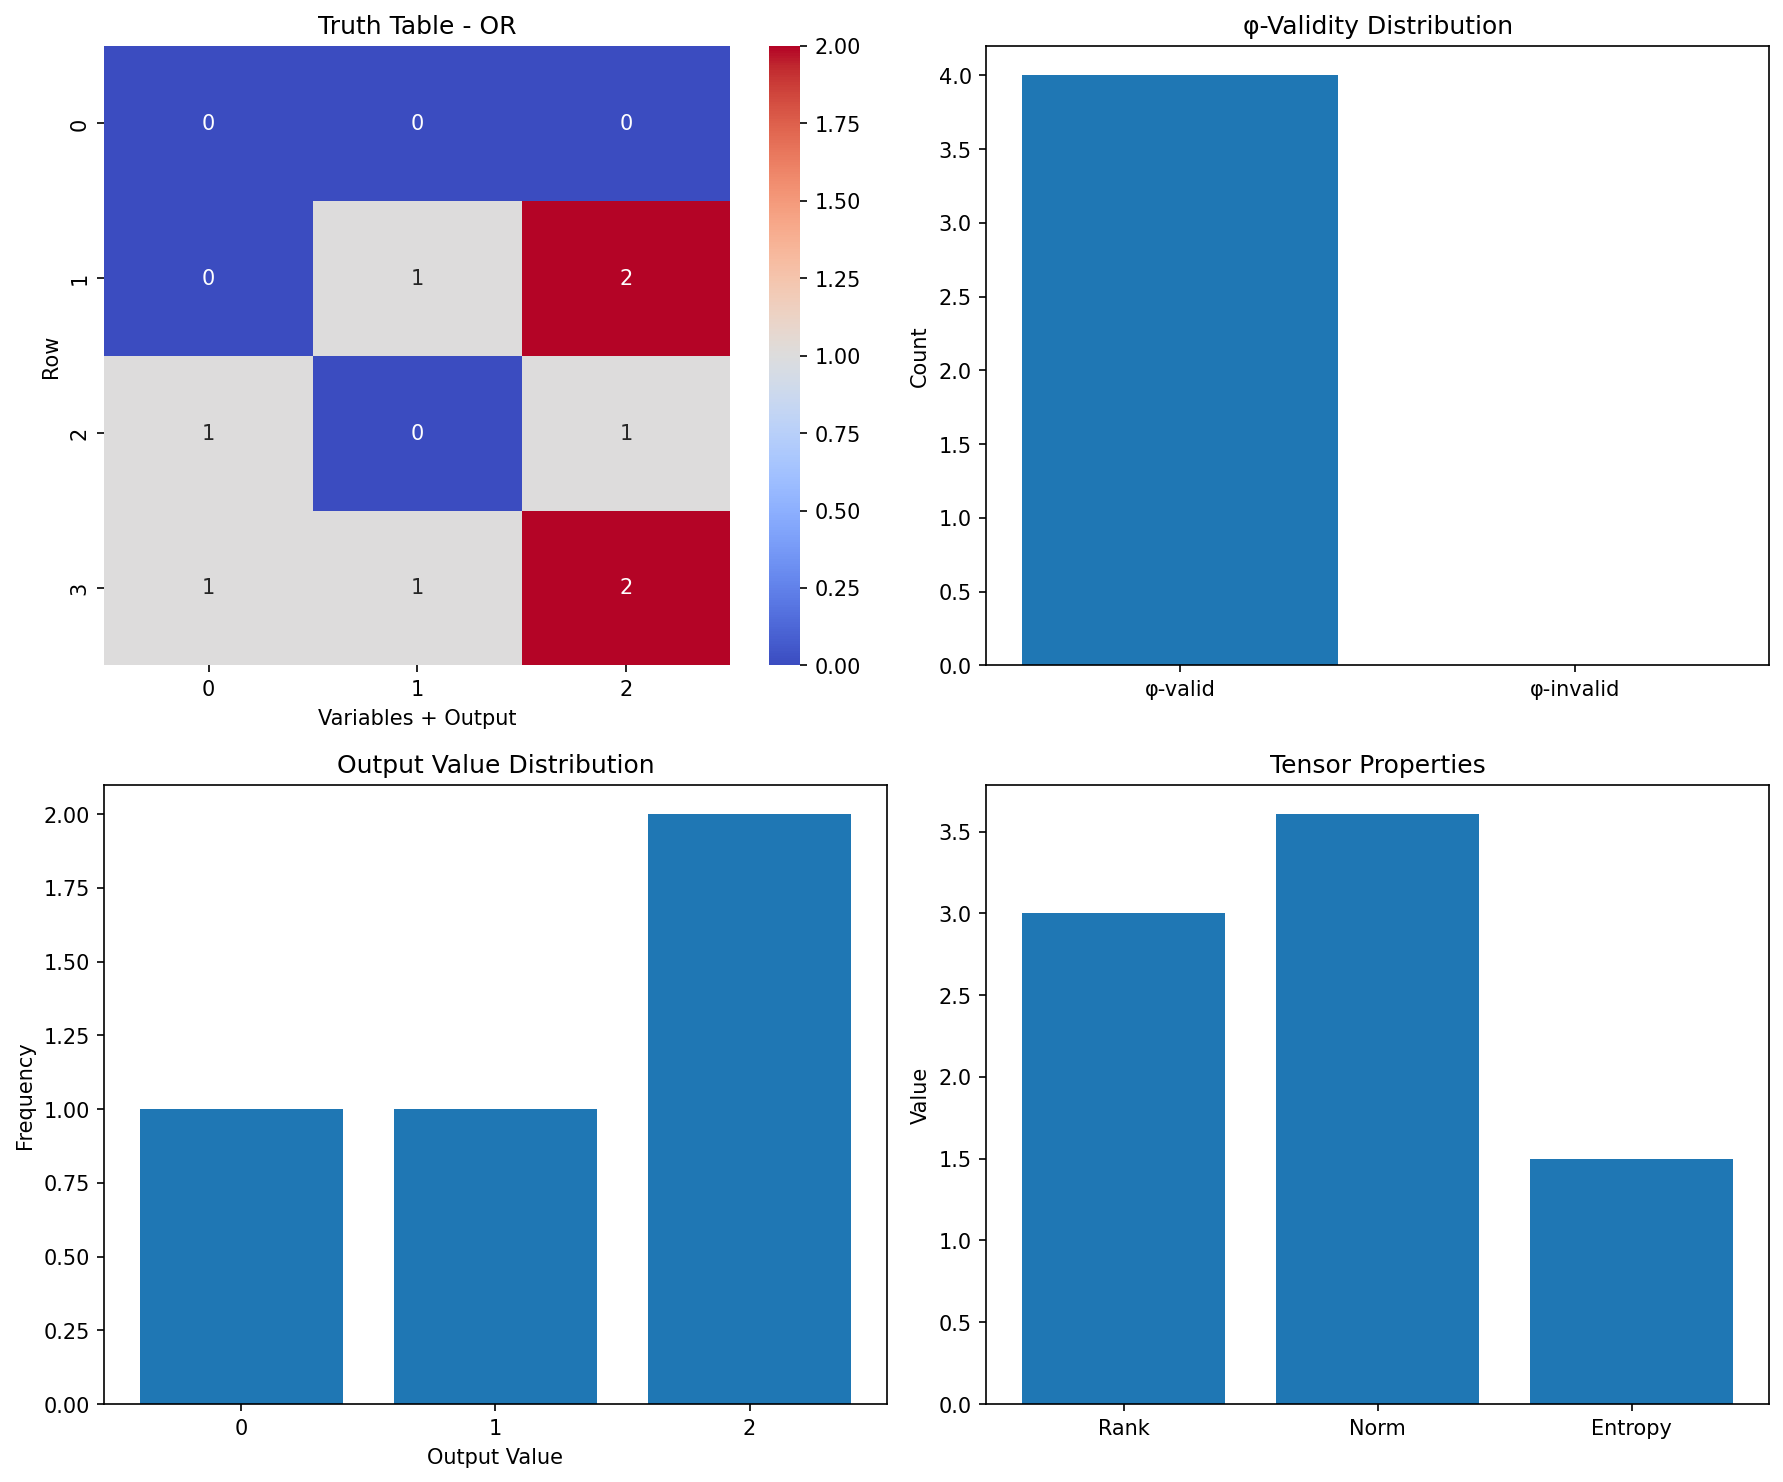 Truth Table - OR
0 0 0 0
1 0 1 2
2 1 0 1
3 1 1 2
Row
0 1 2
Variables + Output
2.00
1.75
1.50
1.25
1.00
0.75
0.50
0.25
0.00
φ-Validity Distribution
4.0
3.5
3.0
2.5
2.0
1.5
1.0
0.5
0.0
Count
φ-valid φ-invalid
Output Value Distribution
2.00
1.75
1.50
1.25
1.00
0.75
0.50
0.25
0.00
Frequency
0 1 2
Output Value
Tensor Properties
3.5
3.0
2.5
2.0
1.5
1.0
0.5
0.0
Value
Rank Norm Entropy